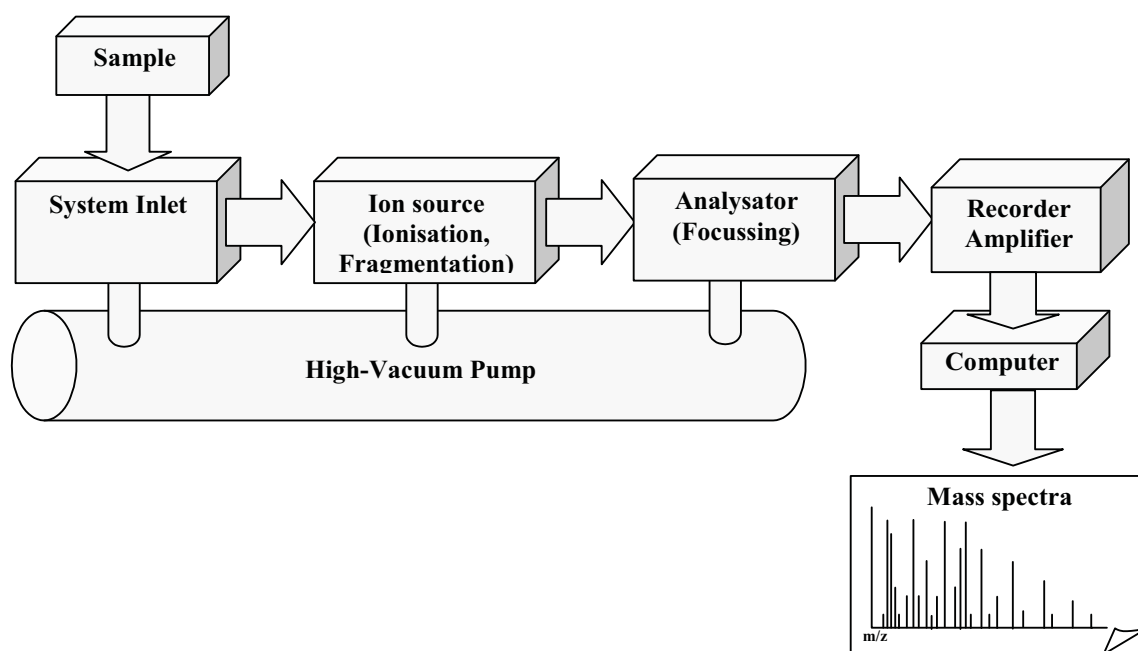 Sample
System Inlet
Ion source
(Ionisation,
Fragmentation)
Analysator
(Focussing)
Recorder
Amplifier
High-Vacuum Pump
Computer
Mass spectra
m/z